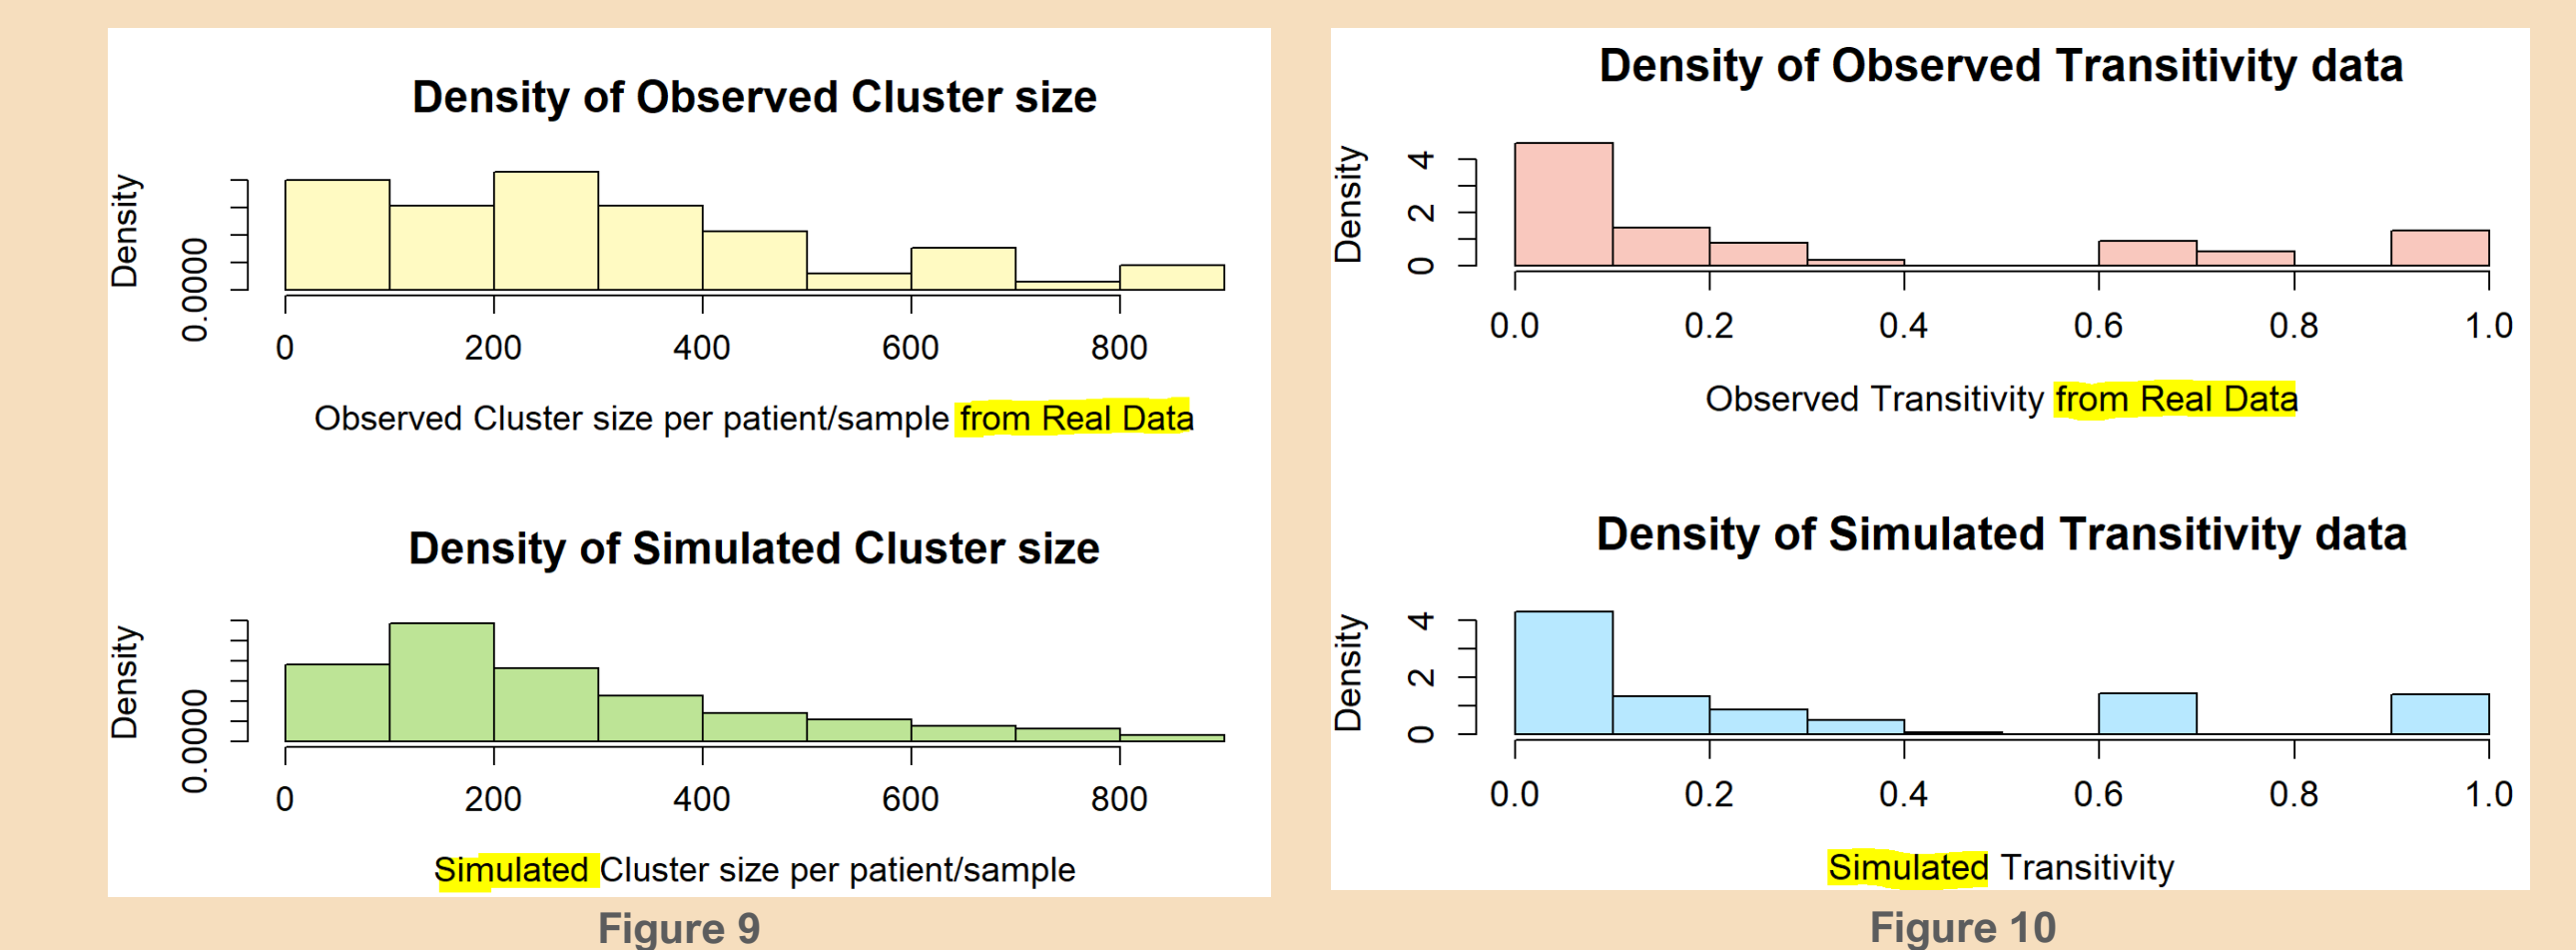 Density of Observed Cluster size
Density
0.0000
0 200 400 600 800
Observed Cluster size per patient/sample from Real Data
Density of Simulated Cluster size
Density
0.0000
0 200 400 600 800
Simulated Cluster size per patient/sample
Figure 9
Density of Observed Transitivity data
Density
0 2 4
0.0 0.2 0.4 0.6 0.8 1.0
Observed Transitivity from Real Data
Density of Simulated Transitivity data
Density
0 2 4
0.0 0.2 0.4 0.6 0.8 1.0
Simulated Transitivity
Figure 10